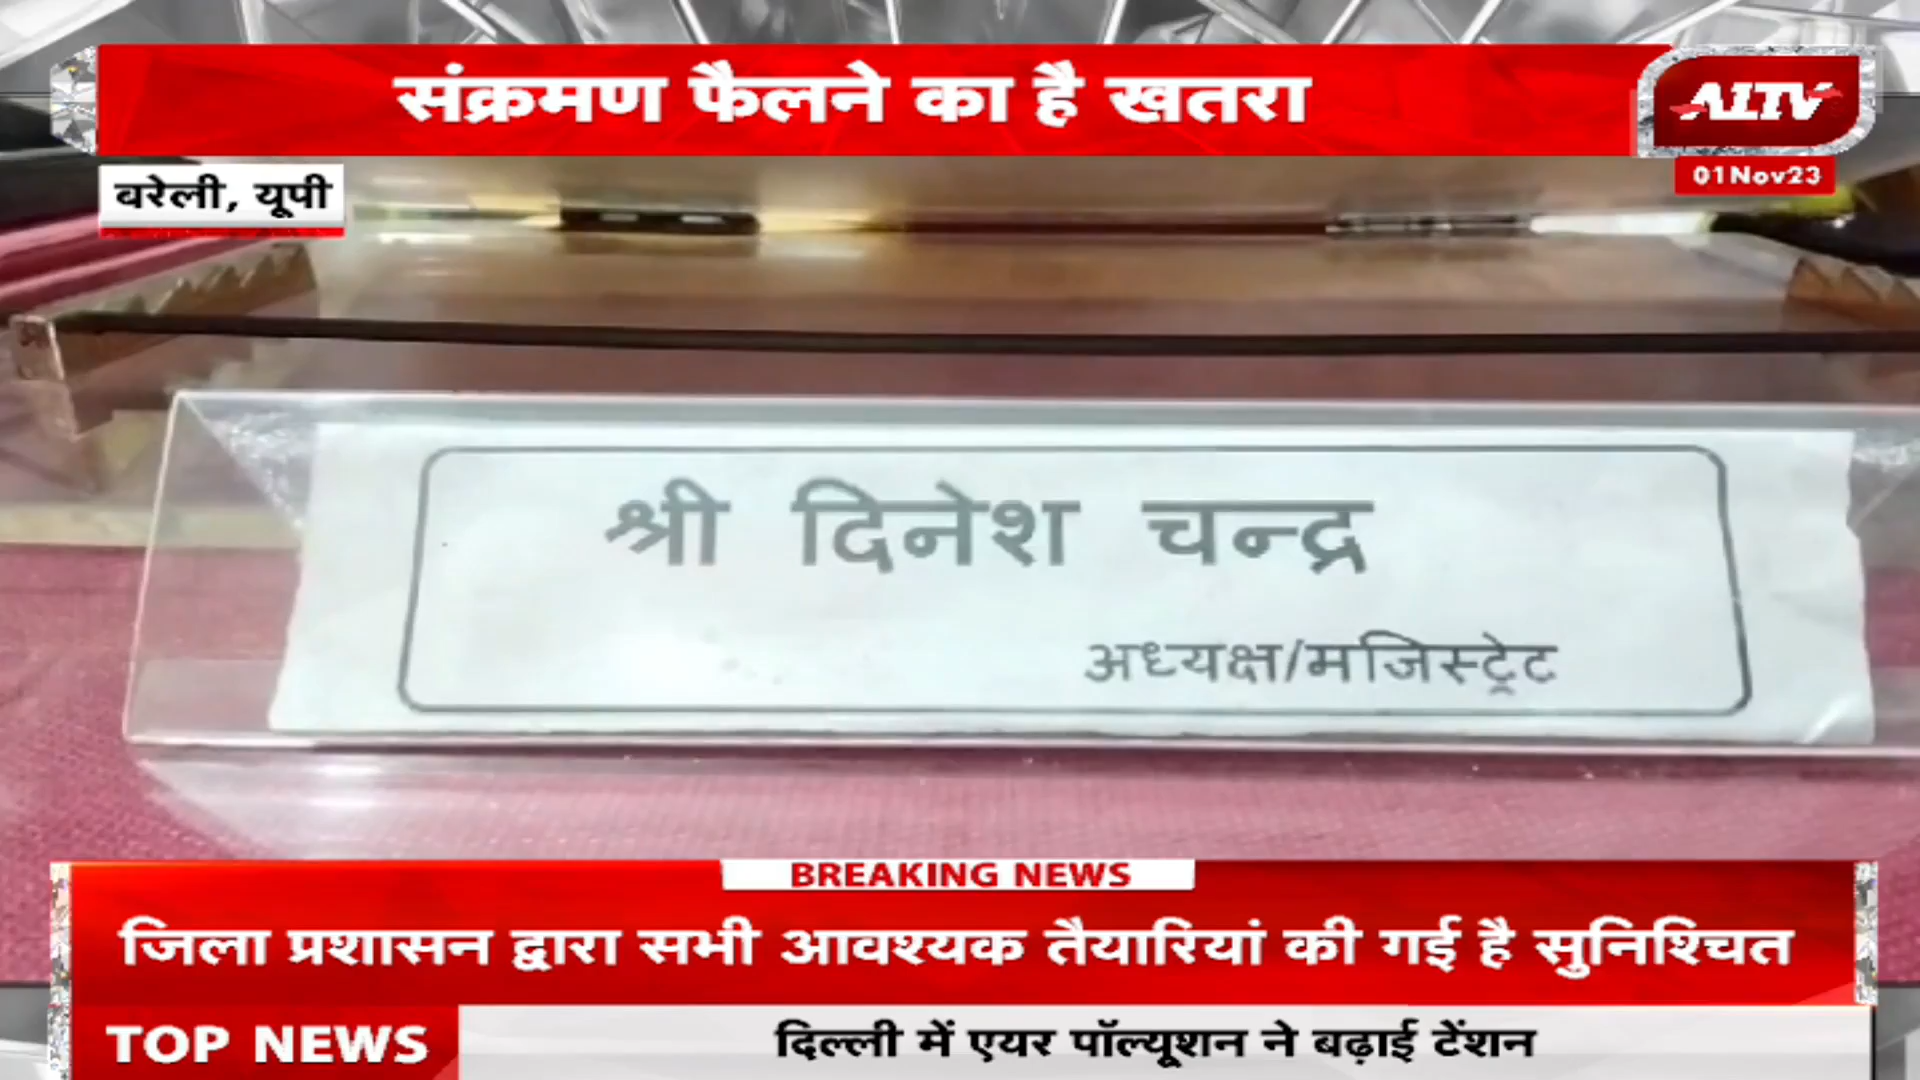 संक्रमण फैलने का है खतरा
ALTV
01Nov23
बरेली, यूपी
श्री दिनेश चन्द्र
अध्यक्ष/मजिस्ट्रेट
BREAKING NEWS
जिला प्रशासन द्वारा सभी आवश्यक तैयारियां की गई है सुनिश्चित
TOP NEWS
दिल्ली में एयर पॉल्यूशन ने बढ़ाई टेंशन